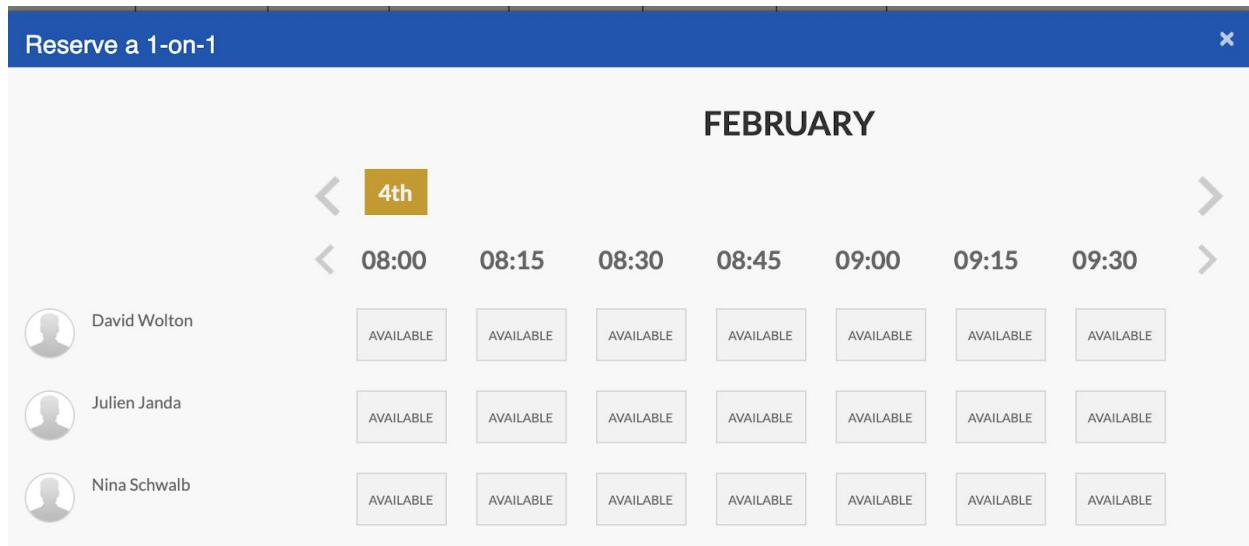 Reserve a 1-on-1 ×
FEBRUARY
4th
08:00 08:15 08:30 08:45 09:00 09:15 09:30
David Wolton
AVAILABLE AVAILABLE AVAILABLE AVAILABLE AVAILABLE AVAILABLE AVAILABLE
Julien Janda
AVAILABLE AVAILABLE AVAILABLE AVAILABLE AVAILABLE AVAILABLE AVAILABLE
Nina Schwalb
AVAILABLE AVAILABLE AVAILABLE AVAILABLE AVAILABLE AVAILABLE AVAILABLE